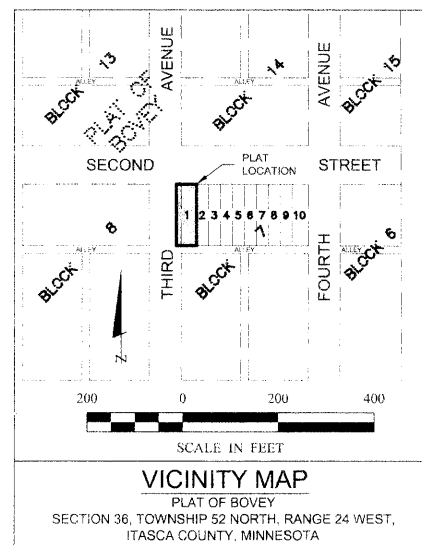 BLOCK 13
AVENUE
BLOCK 14
AVENUE
BLOCK 15
ALLEY
ALLEY
ALLEY
PLAT OF
BOVEY
SECOND
PLAT
LOCATION
STREET
1 2 3 4 5 6 7 8 9 10
BLOCK 8
ALLEY
THIRD
BLOCK 7
ALLEY
FOURTH
BLOCK 6
ALLEY
N
200 0 200 400
SCALE IN FEET
VICINITY MAP
PLAT OF BOVEY
SECTION 36, TOWNSHIP 52 NORTH, RANGE 24 WEST,
ITASCA COUNTY, MINNESOTA